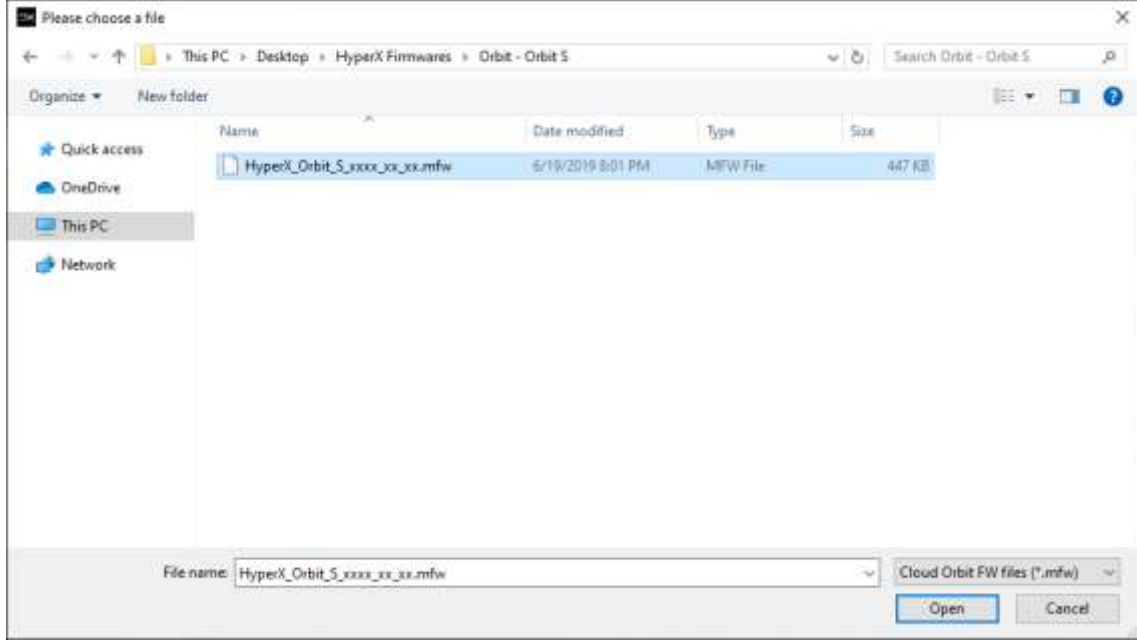 Please choose a file
This PC › Desktop › HyperX Firmwares › Orbit - Orbit S
Search Orbit - Orbit S
Organize
New folder
Name
Date modified
Type
Size
Quick access
HyperX_Orbit_S_xxxx_xx_xx.mfw
6/19/2019 8:01 PM
MFW File
447 KB
OneDrive
This PC
Network
File name:
HyperX_Orbit_S_xxxx_xx_xx.mfw
Cloud Orbit FW files (*.mfw)
Open
Cancel